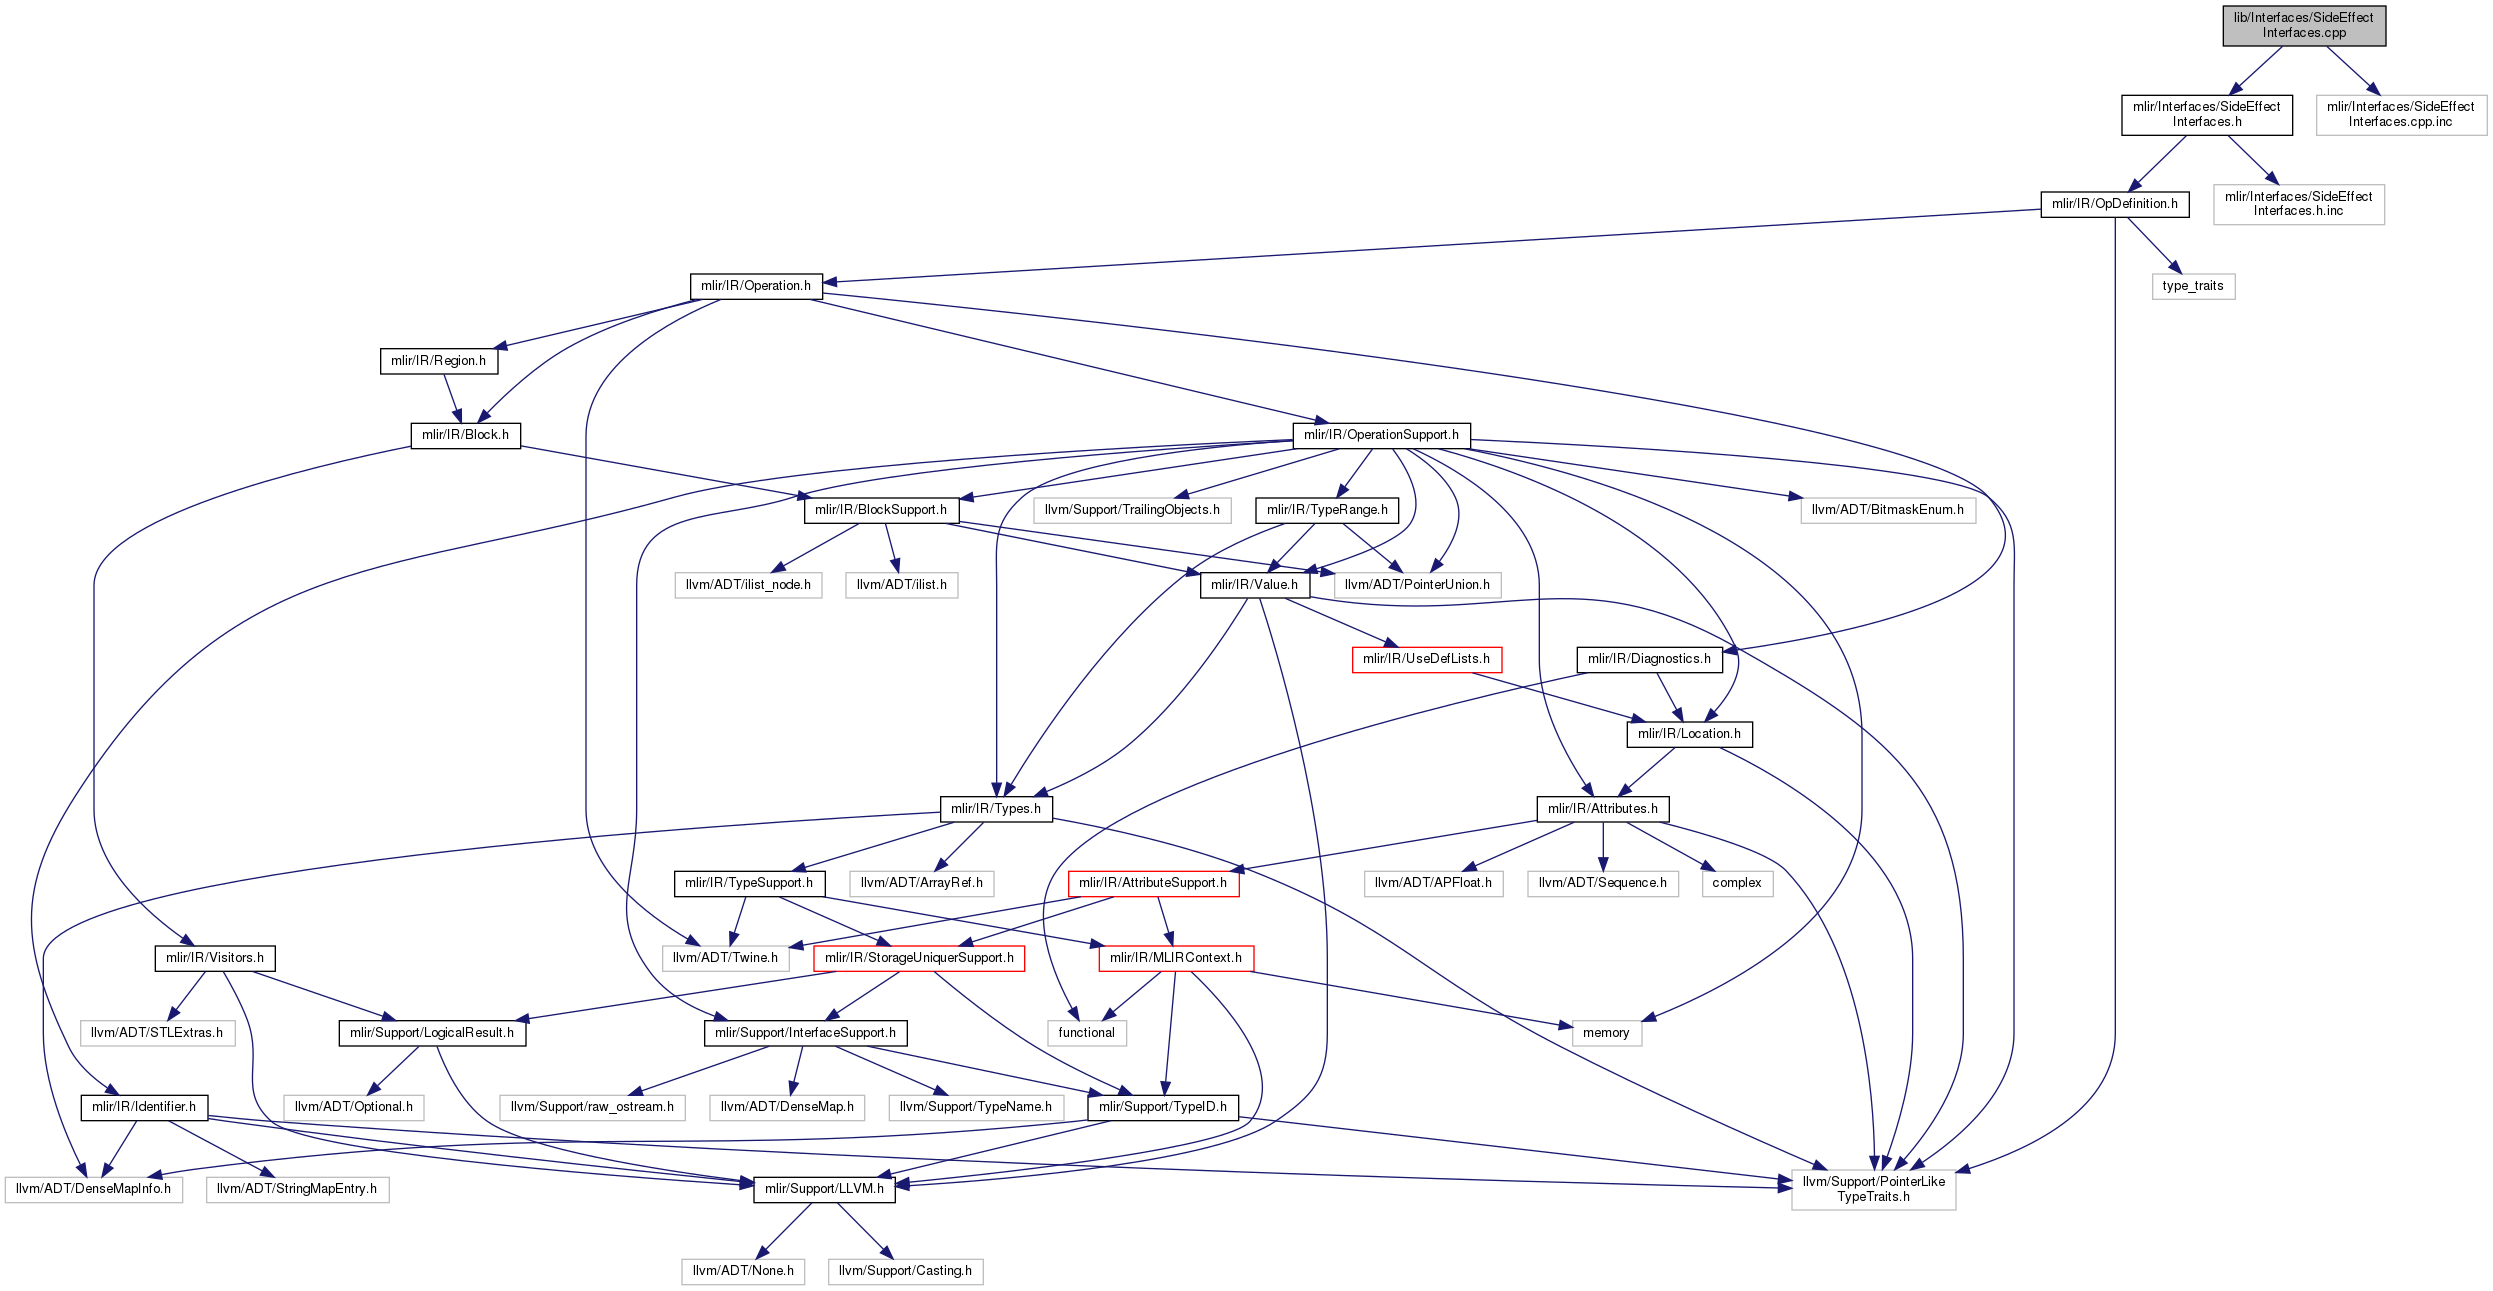 lib/Interfaces/SideEffect
Interfaces.cpp
mlir/Interfaces/SideEffect
Interfaces.h
mlir/Interfaces/SideEffect
Interfaces.cpp.inc
mlir/IR/OpDefinition.h
mlir/Interfaces/SideEffect
Interfaces.h.inc
mlir/IR/Operation.h
type_traits
mlir/IR/Region.h
mlir/IR/Block.h
mlir/IR/OperationSupport.h
mlir/IR/BlockSupport.h
llvm/Support/TrailingObjects.h
mlir/IR/TypeRange.h
llvm/ADT/BitmaskEnum.h
llvm/ADT/ilist_node.h
llvm/ADT/ilist.h
mlir/IR/Value.h
llvm/ADT/PointerUnion.h
mlir/IR/UseDefLists.h
mlir/IR/Diagnostics.h
mlir/IR/Location.h
mlir/IR/Types.h
mlir/IR/Attributes.h
mlir/IR/TypeSupport.h
llvm/ADT/ArrayRef.h
mlir/IR/AttributeSupport.h
llvm/ADT/APFloat.h
llvm/ADT/Sequence.h
complex
mlir/IR/Visitors.h
llvm/ADT/Twine.h
mlir/IR/StorageUniquerSupport.h
mlir/IR/MLIRContext.h
llvm/ADT/STLExtras.h
mlir/Support/LogicalResult.h
mlir/Support/InterfaceSupport.h
functional
memory
mlir/IR/Identifier.h
llvm/ADT/Optional.h
llvm/Support/raw_ostream.h
llvm/ADT/DenseMap.h
llvm/Support/TypeName.h
mlir/Support/TypeID.h
llvm/ADT/DenseMapInfo.h
llvm/ADT/StringMapEntry.h
mlir/Support/LLVM.h
llvm/Support/PointerLike
TypeTraits.h
llvm/ADT/None.h
llvm/Support/Casting.h